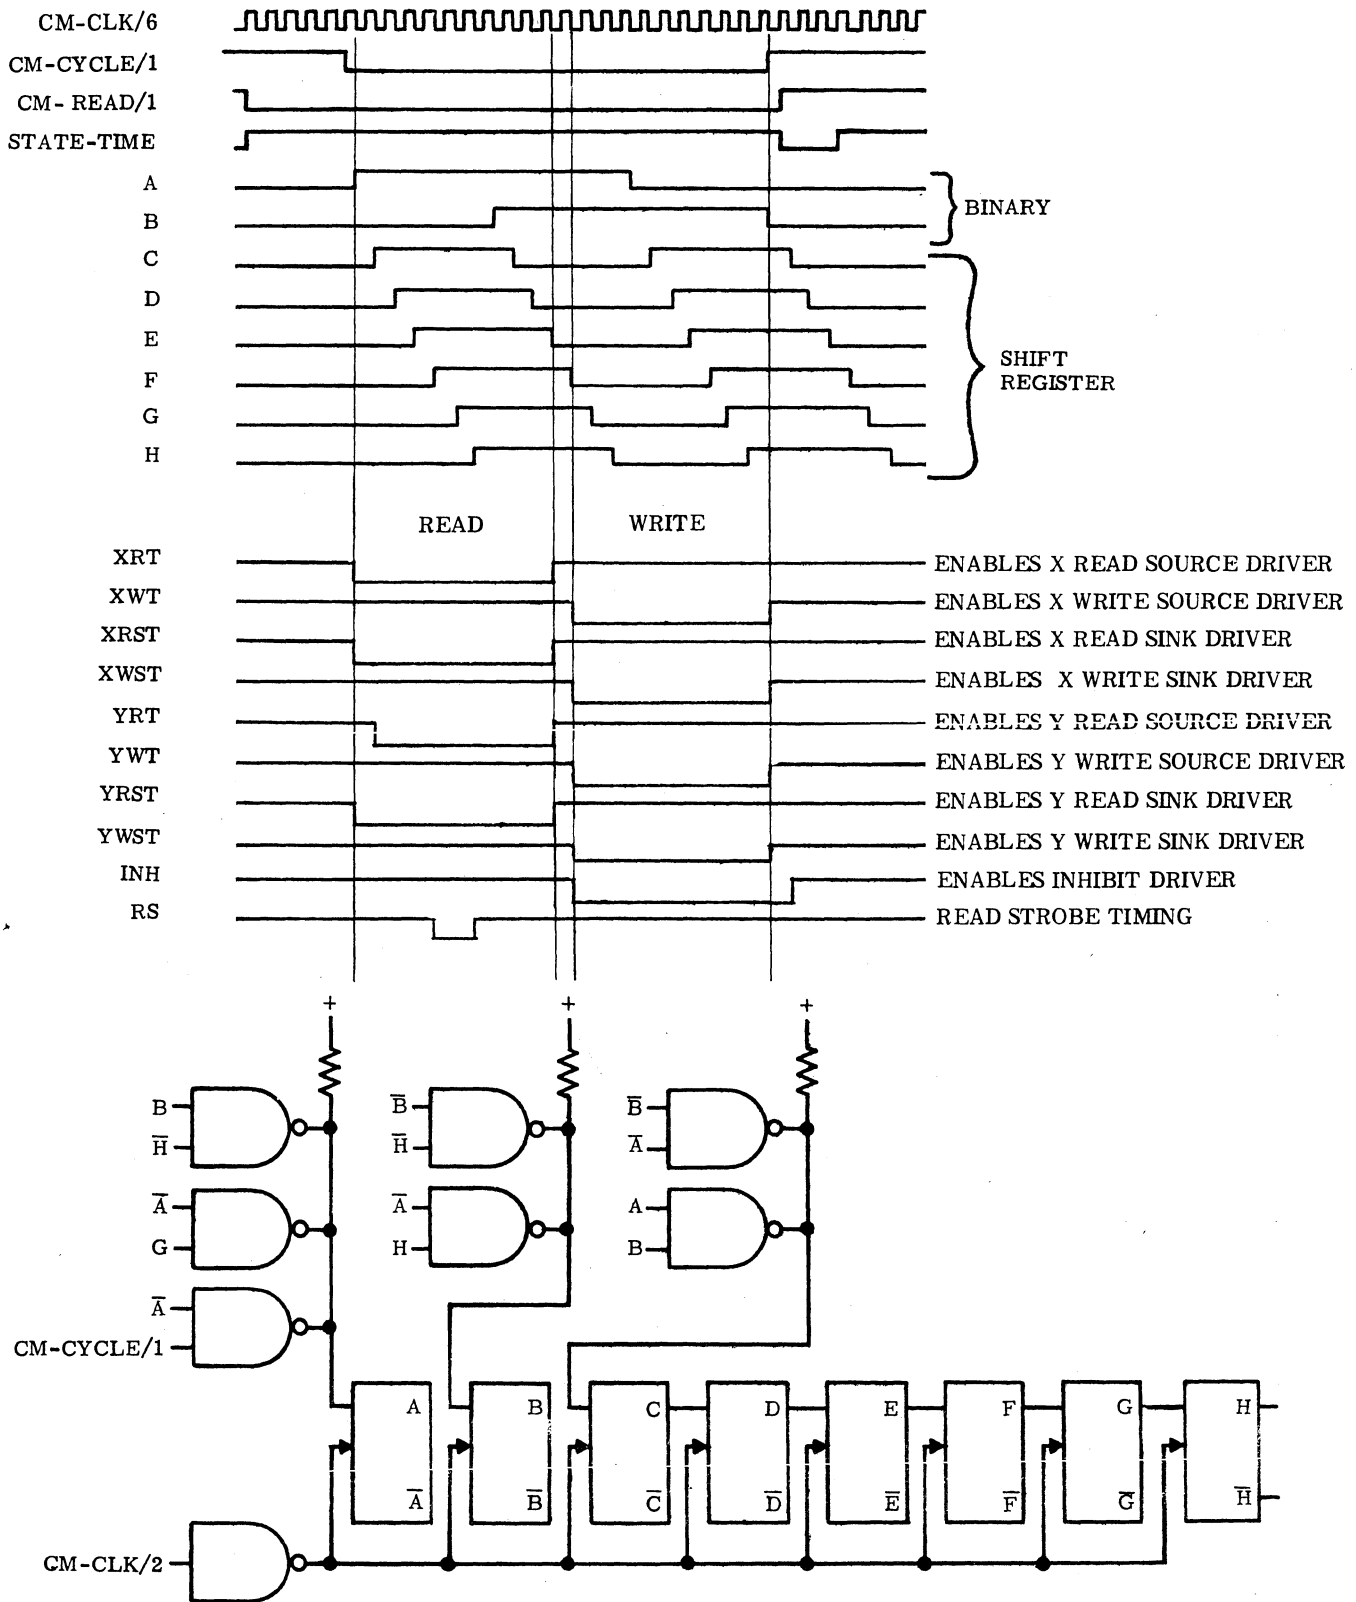 CM-CLK/6
CM-CYCLE/1
CM-READ/1
STATE-TIME
A
B
BINARY
C
D
E
F
G
H
SHIFT
REGISTER
READ
WRITE
XRT
ENABLES X READ SOURCE DRIVER
XWT
ENABLES X WRITE SOURCE DRIVER
XRST
ENABLES X READ SINK DRIVER
XWST
ENABLES X WRITE SINK DRIVER
YRT
ENABLES Y READ SOURCE DRIVER
YWT
ENABLES Y WRITE SOURCE DRIVER
YRST
ENABLES Y READ SINK DRIVER
YWST
ENABLES Y WRITE SINK DRIVER
INH
ENABLES INHIBIT DRIVER
RS
READ STROBE TIMING
+ + +
B B̅ B̅
H̅ H̅ A̅
A̅ A̅ A
G H B
A̅
CM-CYCLE/1
A B C D E F G H
A̅ B̅ C̅ D̅ E̅ F̅ G̅ H̅
CM-CLK/2